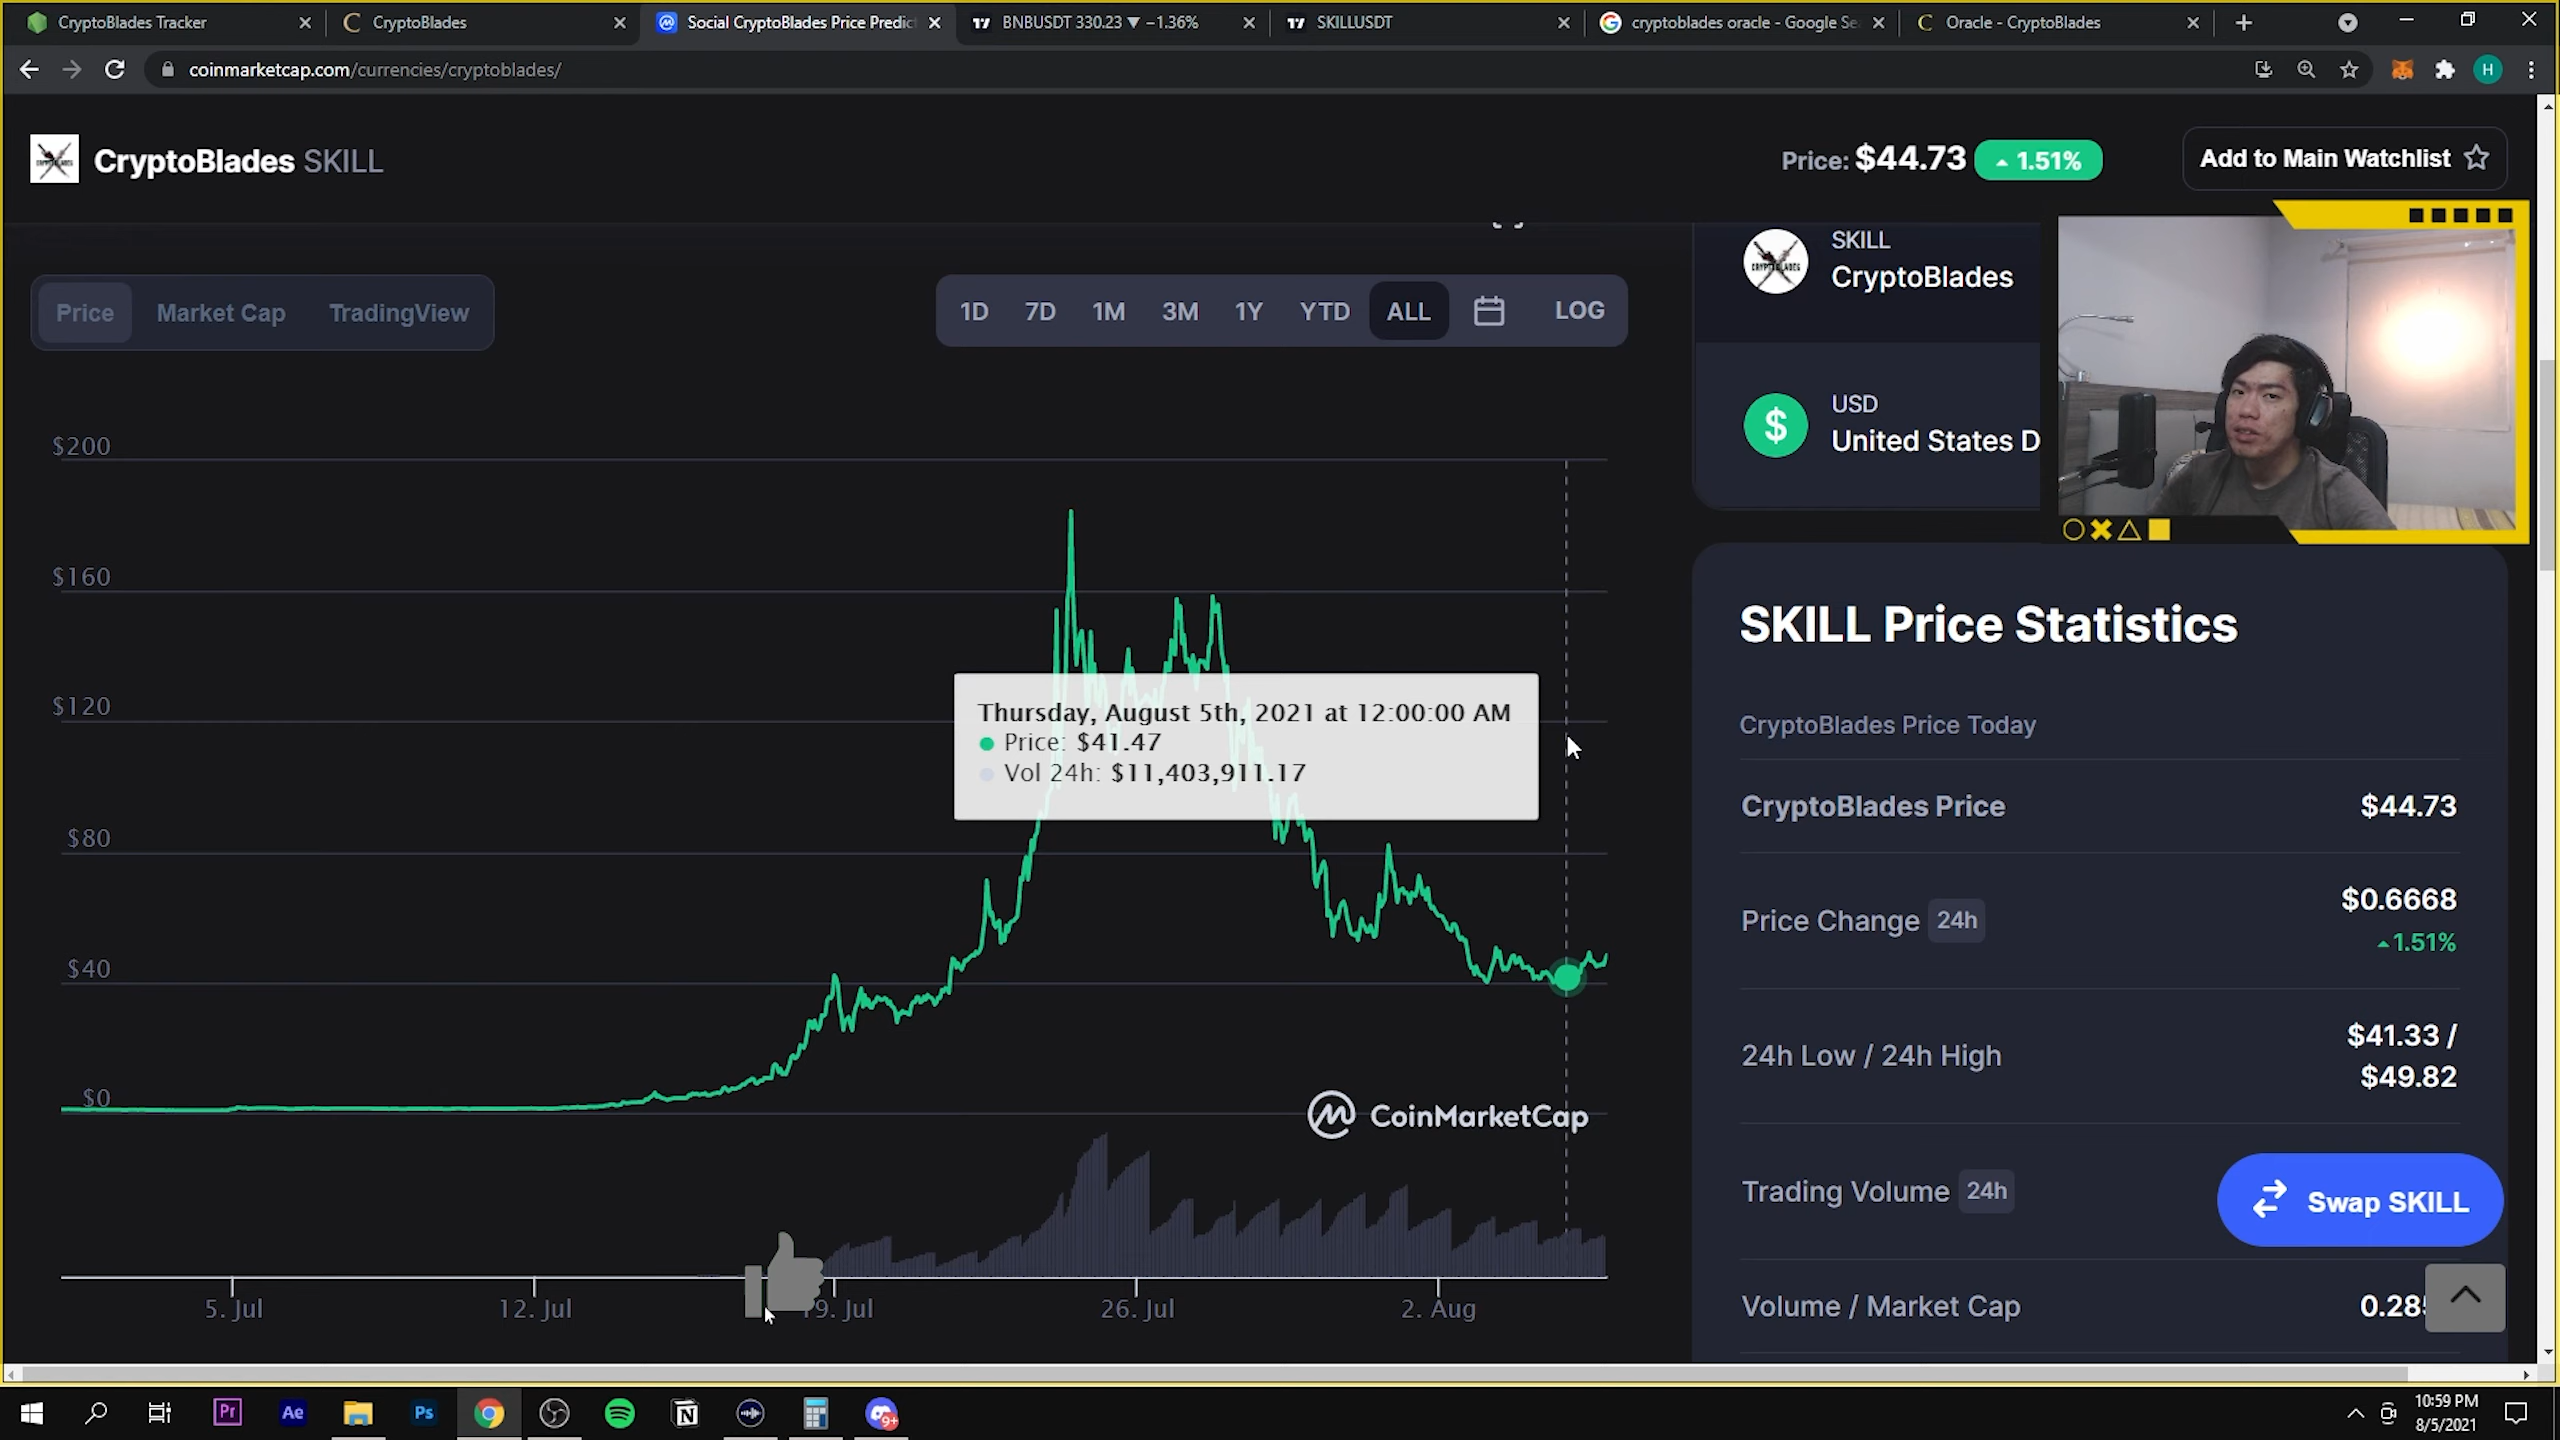 CryptoBlades Tracker
CryptoBlades
Social CryptoBlades Price Predic
BNBUSDT 330.23 ▼ −1.36%
SKILLUSDT
cryptoblades oracle - Google Se
Oracle - CryptoBlades
coinmarketcap.com/currencies/cryptoblades/
H
CryptoBlades SKILL
Price: $44.73 1.51%
Add to Main Watchlist
Price Market Cap TradingView
1D 7D 1M 3M 1Y YTD ALL LOG
SKILL
CryptoBlades
USD
United States D
$200
$160
$120
$80
$40
$0
Thursday, August 5th, 2021 at 12:00:00 AM
Price: $41.47
Vol 24h: $11,403,911.17
CoinMarketCap
5. Jul
12. Jul
19. Jul
26. Jul
2. Aug
SKILL Price Statistics
CryptoBlades Price Today
CryptoBlades Price $44.73
Price Change 24h $0.6668
1.51%
24h Low / 24h High $41.33 /
$49.82
Trading Volume 24h
Swap SKILL
Volume / Market Cap 0.28
Pr
Ae
Ps
9+
10:59 PM
8/5/2021